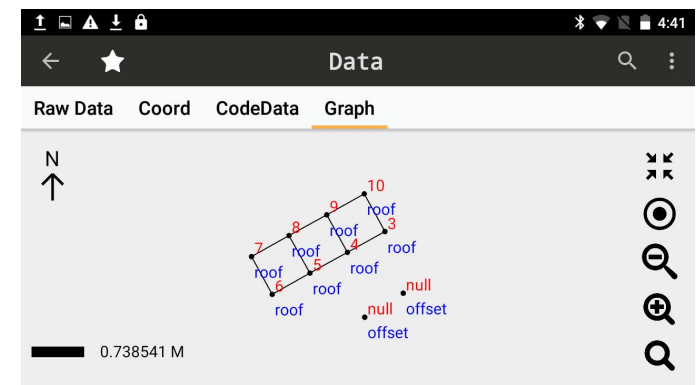 4:41
Data
Raw Data Coord CodeData Graph
N
10
roof
9
3
roof
roof
8
4
roof
roof
7
5
roof
roof
6
roof
null
offset
null
offset
0.738541 M